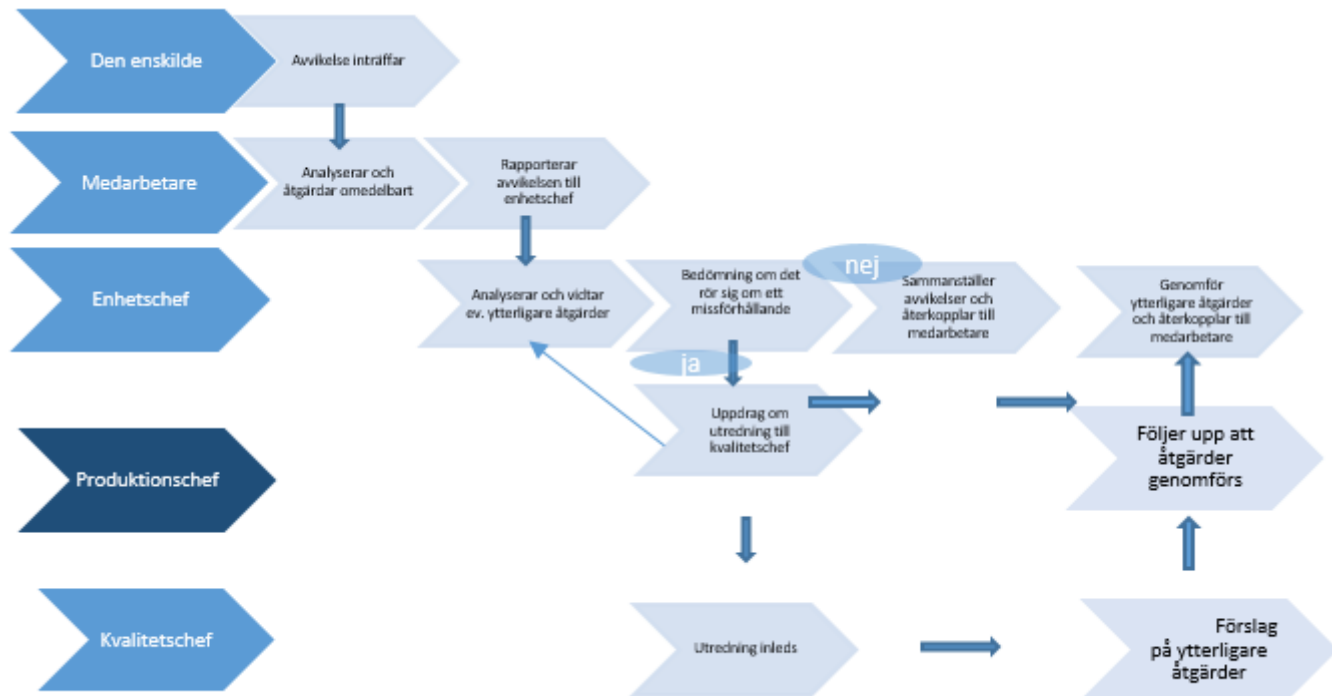 Den enskilde
Avvikelse inträffar
Medarbetare
Analyserar och
åtgärdar omedelbart
Rapporterar
avvikelsen till
enhetschef
Enhetschef
Analyserar och vidtar
ev. ytterligare åtgärder
Bedömning om det
rör sig om ett
missförhållande
nej
Sammanställer
avvikelser och
återkopplar till
medarbetare
Genomför
ytterligare åtgärder
och återkopplar till
medarbetare
ja
Produktionschef
Uppdrag om
utredning till
kvalitetschef
Följer upp att
åtgärder
genomförs
Kvalitetschef
Utredning inleds
Förslag
på ytterligare
åtgärder